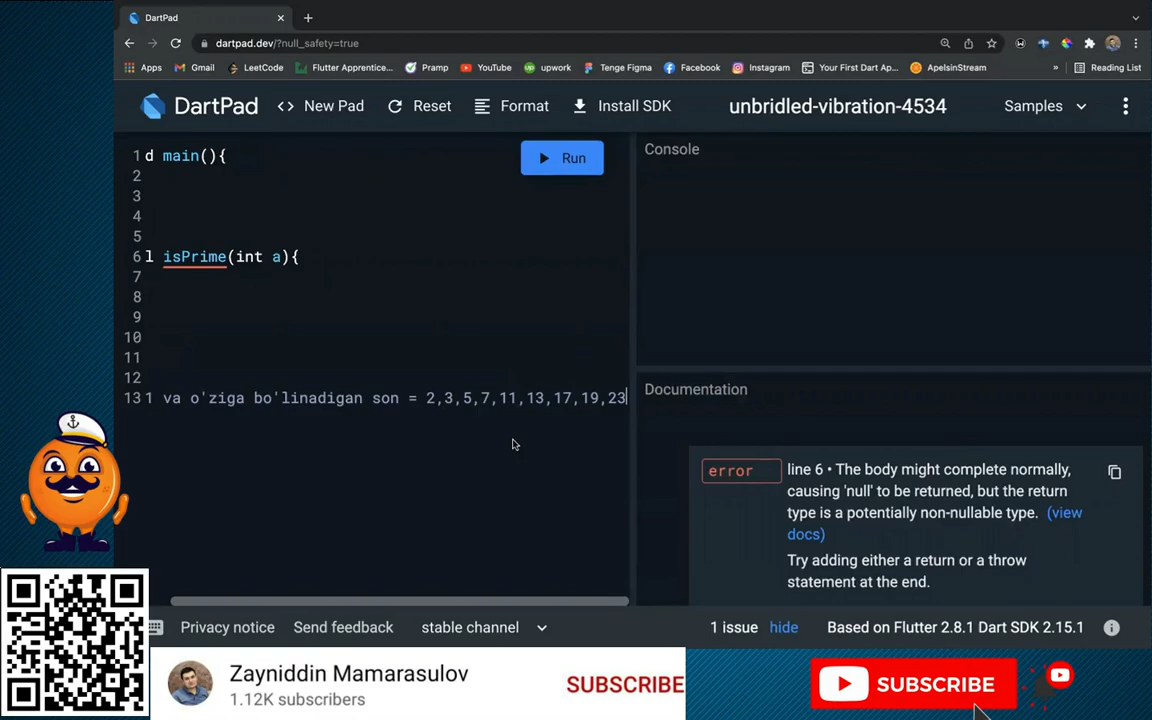 DartPad
dartpad.dev/?null_safety=true
Apps Gmail LeetCode Flutter Apprentice... Pramp YouTube upwork Tenge Figma Facebook Instagram Your First Dart Ap... ApelsinStream » Reading List
DartPad <> New Pad Reset Format Install SDK unbridled-vibration-4534 Samples
Run
Console
1 d main(){
2
3
4
5
6 l isPrime(int a){
7
8
9
10
11
12
13 1 va o'ziga bo'linadigan son = 2,3,5,7,11,13,17,19,23
Documentation
error line 6 • The body might complete normally,
causing 'null' to be returned, but the return
type is a potentially non-nullable type. (view
docs)
Try adding either a return or a throw
statement at the end.
Privacy notice Send feedback stable channel 1 issue hide Based on Flutter 2.8.1 Dart SDK 2.15.1
Zayniddin Mamarasulov
1.12K subscribers
SUBSCRIBE
SUBSCRIBE